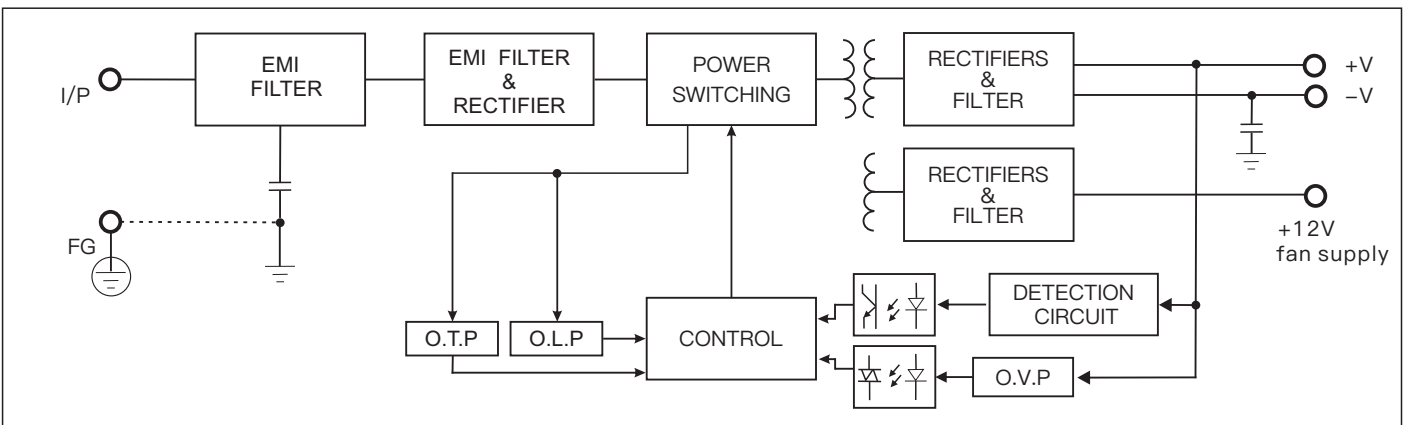 I/P
EMI
FILTER
EMI FILTER
&
RECTIFIER
POWER
SWITCHING
RECTIFIERS
&
FILTER
+V
–V
RECTIFIERS
&
FILTER
+12V
fan supply
FG
O.T.P
O.L.P
CONTROL
DETECTION
CIRCUIT
O.V.P